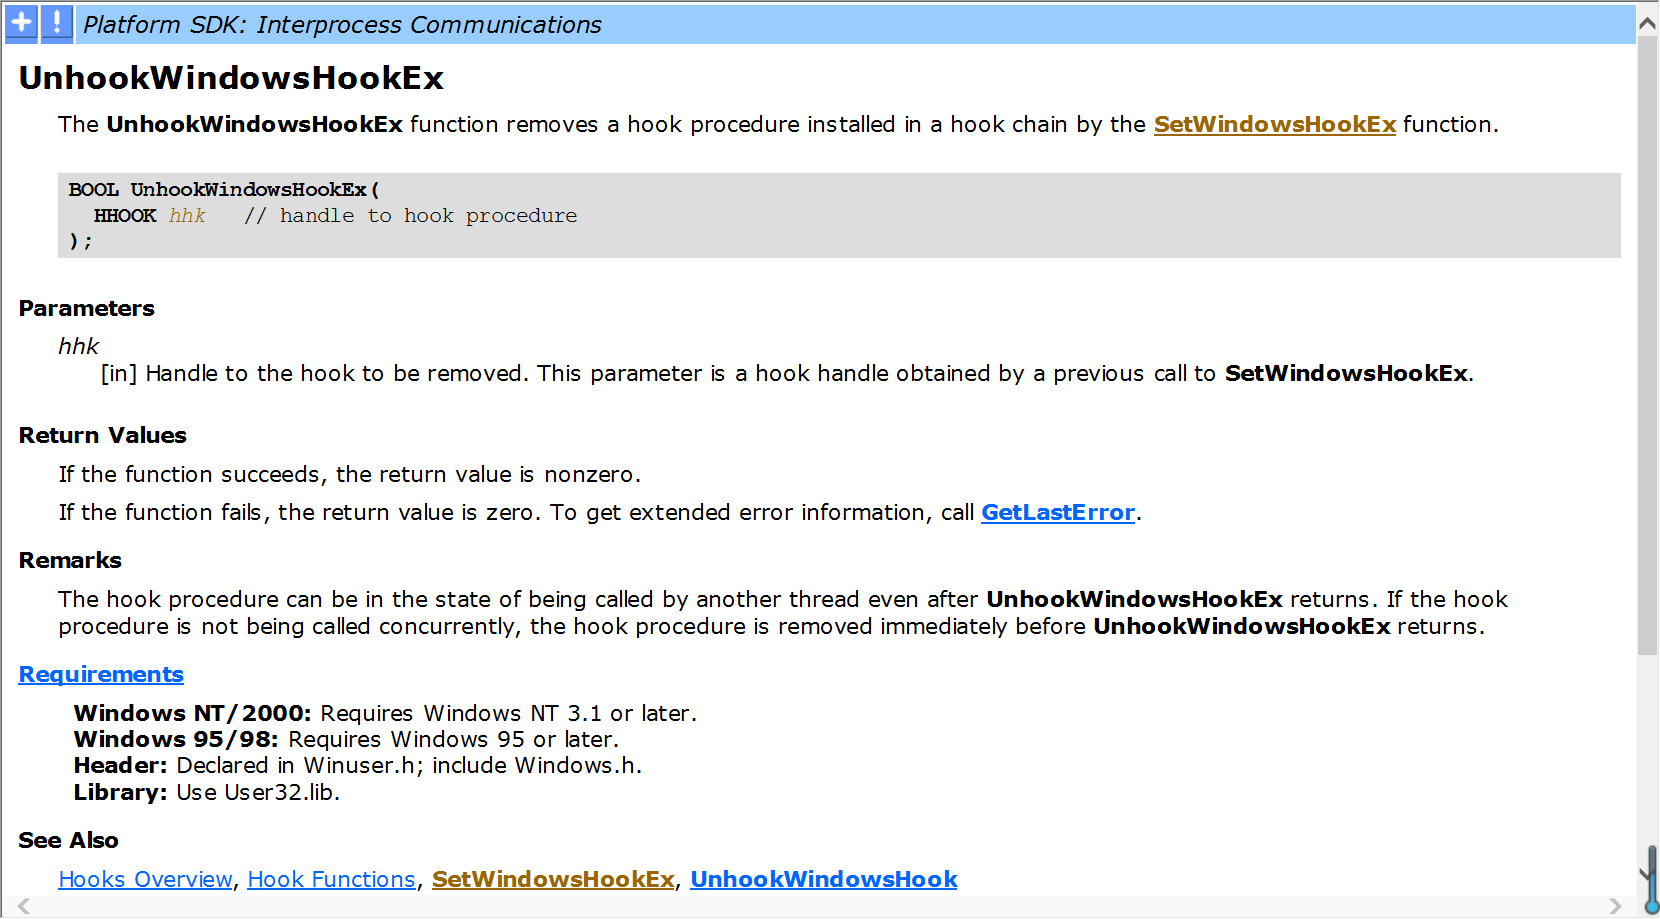 Platform SDK: Interprocess Communications
UnhookWindowsHookEx
The UnhookWindowsHookEx function removes a hook procedure installed in a hook chain by the SetWindowsHookEx function.
BOOL UnhookWindowsHookEx(
  HHOOK hhk   // handle to hook procedure
);
Parameters
hhk
[in] Handle to the hook to be removed. This parameter is a hook handle obtained by a previous call to SetWindowsHookEx.
Return Values
If the function succeeds, the return value is nonzero.
If the function fails, the return value is zero. To get extended error information, call GetLastError.
Remarks
The hook procedure can be in the state of being called by another thread even after UnhookWindowsHookEx returns. If the hook
procedure is not being called concurrently, the hook procedure is removed immediately before UnhookWindowsHookEx returns.
Requirements
Windows NT/2000: Requires Windows NT 3.1 or later.
Windows 95/98: Requires Windows 95 or later.
Header: Declared in Winuser.h; include Windows.h.
Library: Use User32.lib.
See Also
Hooks Overview, Hook Functions, SetWindowsHookEx, UnhookWindowsHook